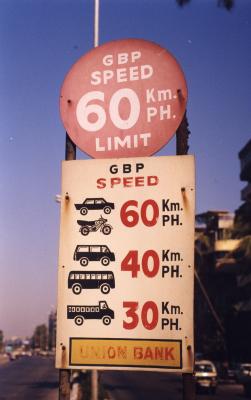 GBP
SPEED
60 Km. PH.
LIMIT
GBP
SPEED
60 Km. PH.
40 Km. PH.
30 Km. PH.
UNION BANK